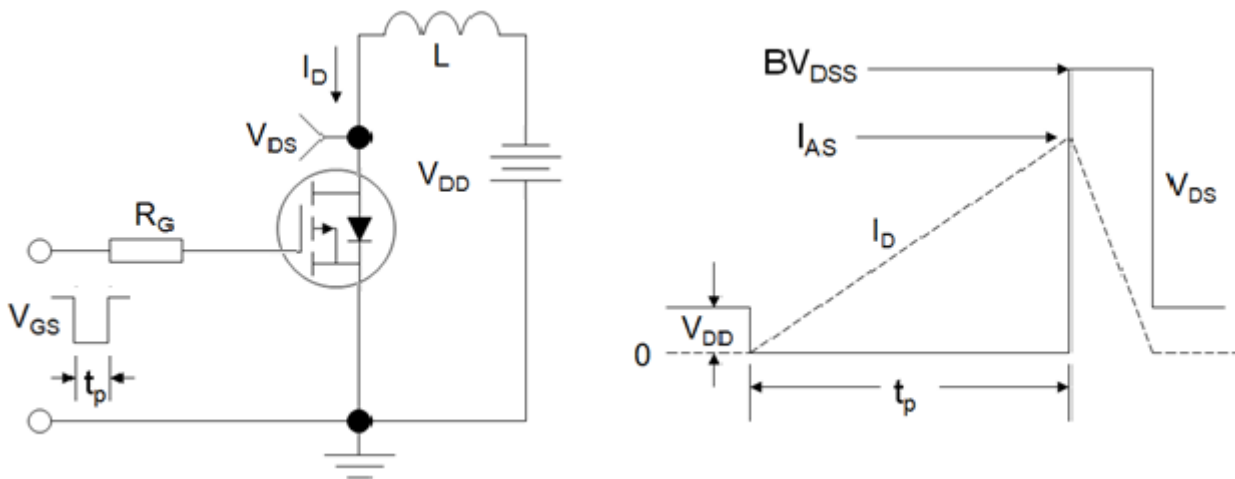 L
I_D
V_DS
V_DD
R_G
V_GS
t_p
BV_DSS
I_AS
V_DS
I_D
V_DD
0
t_p